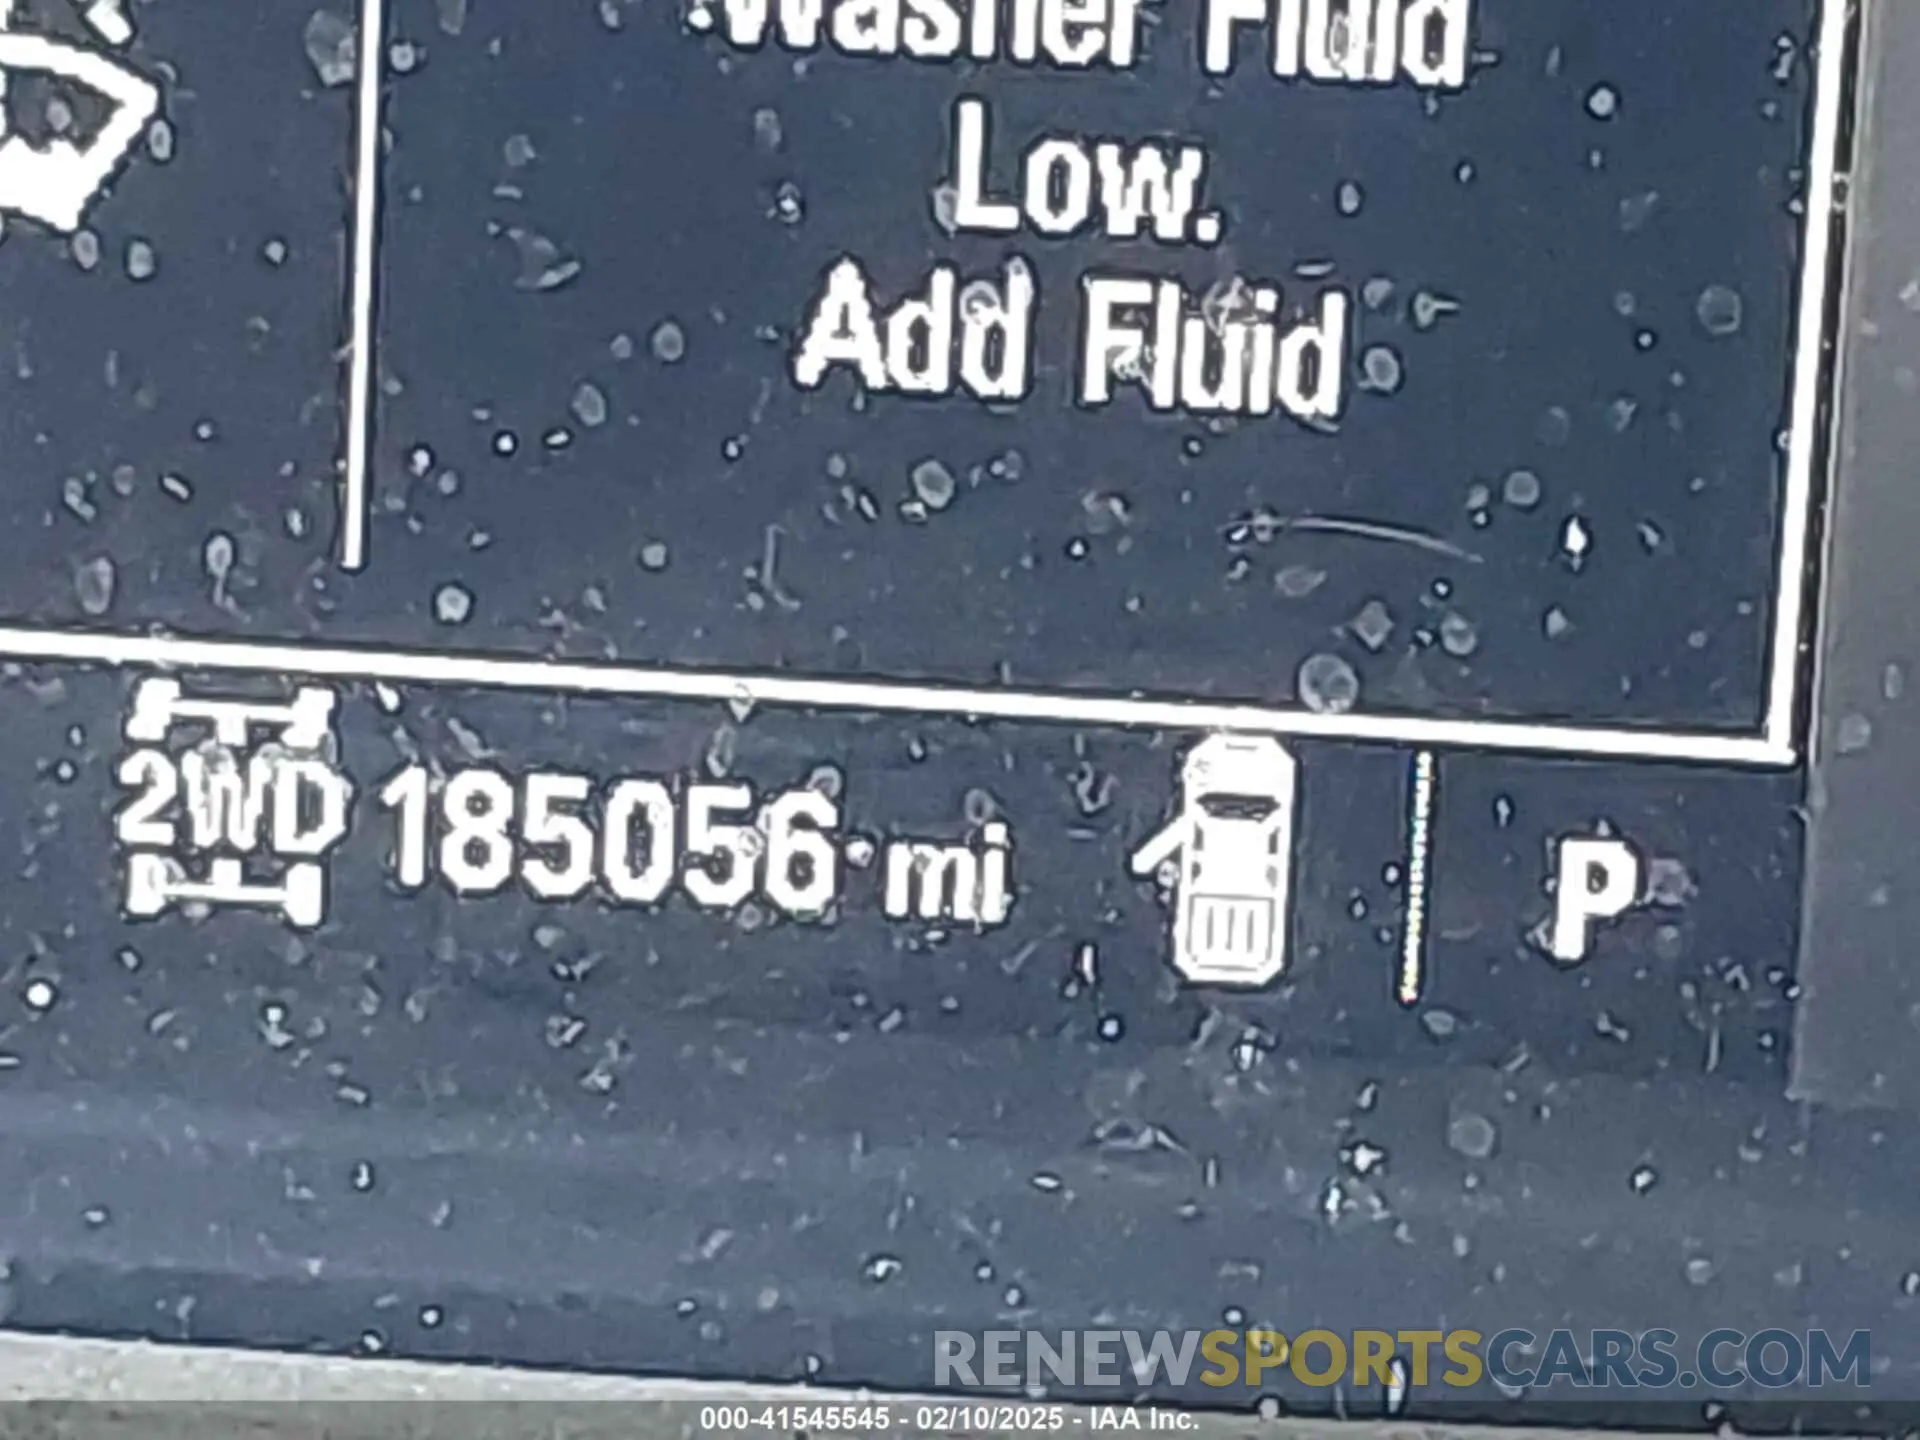 Washer Fluid
Low.
Add Fluid
2WD 185056 mi P
RENEWSPORTSCARS.COM
000-41545545 - 02/10/2025 - IAA Inc.